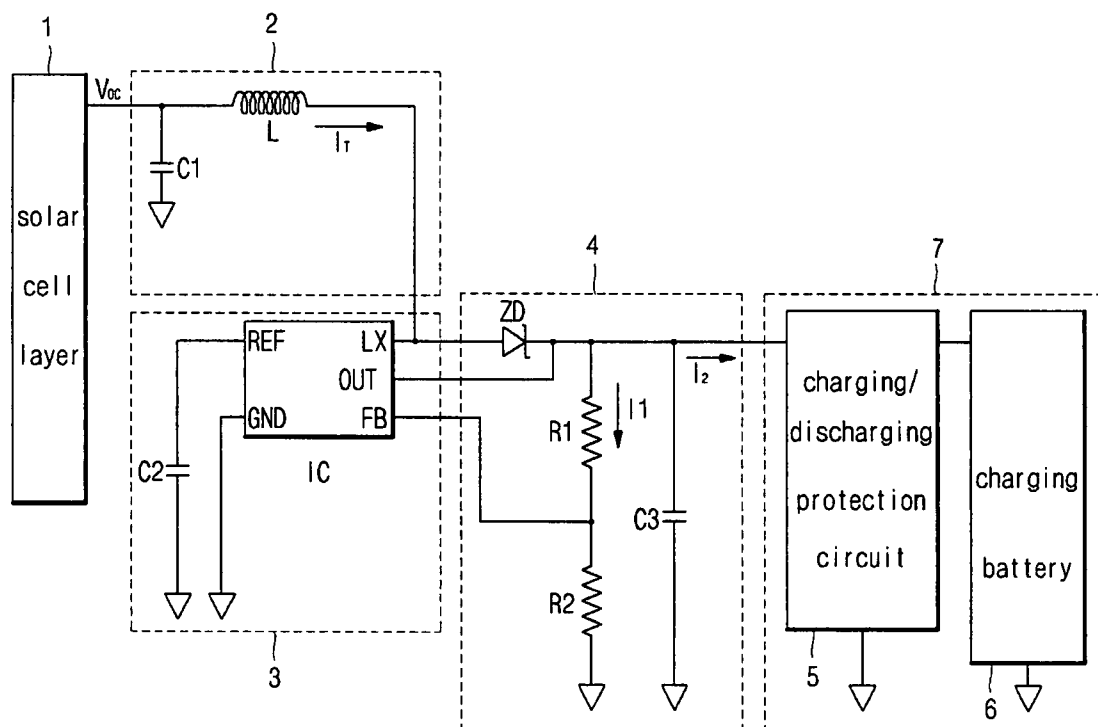 1
2
Voc
L
IT
C1
solar
cell
layer
4
7
ZD
REF
LX
OUT
GND
FB
IC
C2
I2
I1
R1
C3
R2
charging/
discharging
protection
circuit
charging
battery
3
5
6